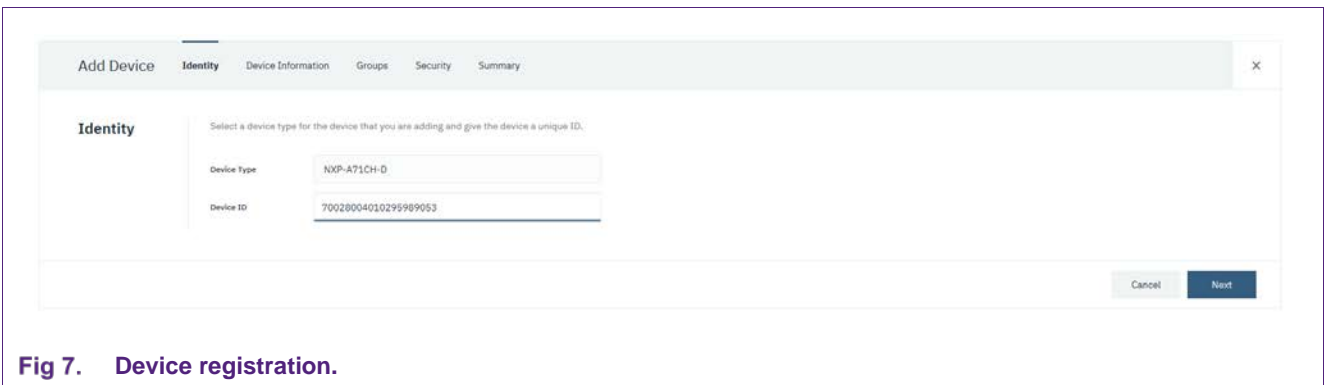 Add Device Identity Device Information Groups Security Summary ×
Identity Select a device type for the device that you are adding and give the device a unique ID.
Device Type NXP-A71CH-D
Device ID 70028004010295989053
Cancel Next
Fig 7. Device registration.